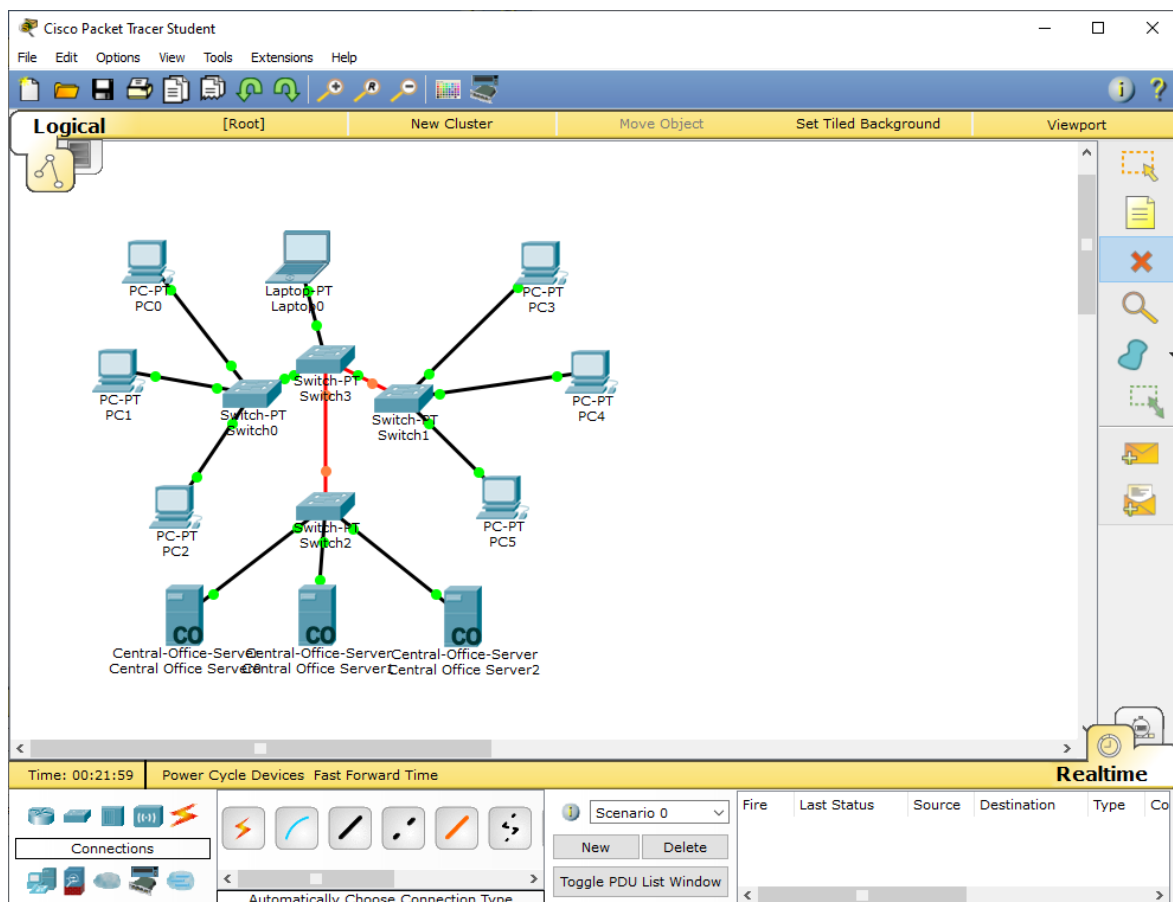 Cisco Packet Tracer Student
File Edit Options View Tools Extensions Help
Logical [Root] New Cluster Move Object Set Tiled Background Viewport
PC-PT
PC0
Laptop-PT
Laptop0
PC-PT
PC3
Switch-PT
Switch3
PC-PT
PC1
Switch-PT
Switch0
Switch-PT
Switch1
PC-PT
PC4
PC-PT
PC2
Switch-PT
Switch2
PC-PT
PC5
CO
CO
CO
Central-Office-Server
Central Office Server0
Central-Office-Server
Central Office Server1
Central-Office-Server
Central Office Server2
Time: 00:21:59 Power Cycle Devices Fast Forward Time Realtime
Connections
Automatically Choose Connection Type
Scenario 0
New Delete
Toggle PDU List Window
Fire Last Status Source Destination Type Co